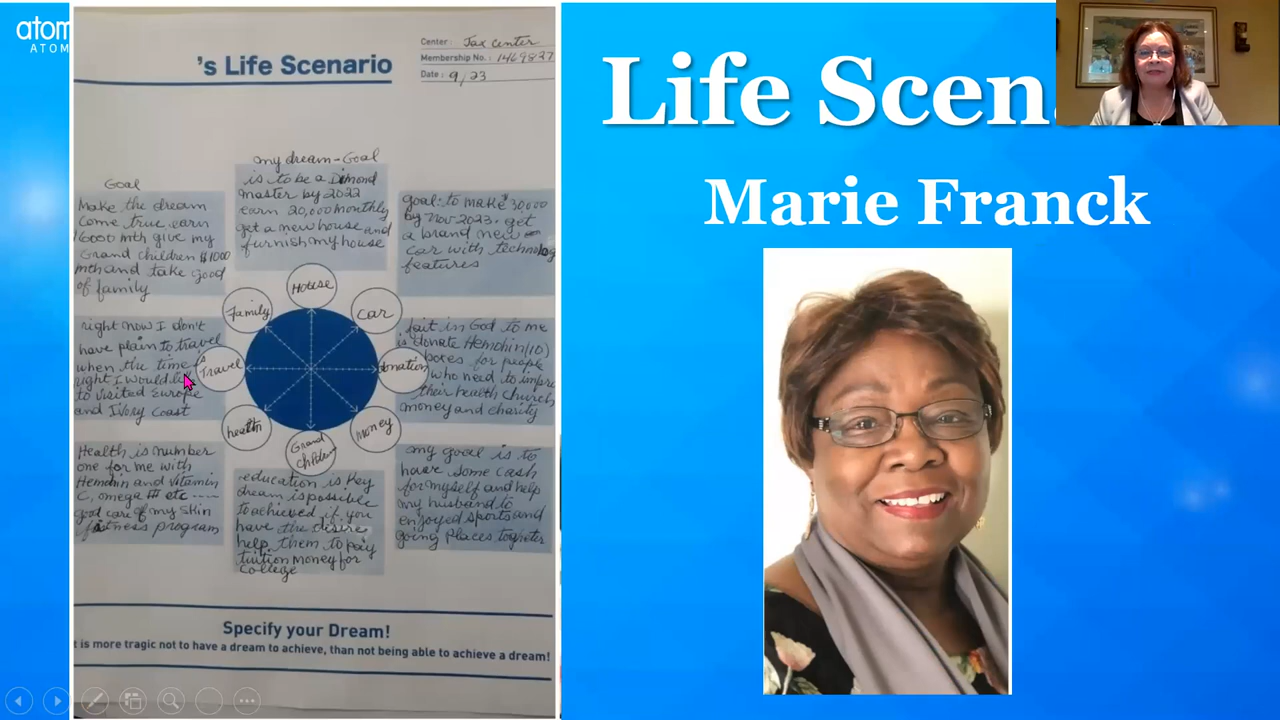 atom
ATOM
's Life Scenario
Center: Jax center
Membership No.: 1469827
Date: 9/23
Goal
Make the dream
come true earn
16000 mth give my
Grand children $1000
mth and take good
of family
my dream-Goal
is to be a Dimond
master by 2022
earn 20,000 monthly
get a new house and
furnish my house
goal: to make $30,000
by nov 2023. get
a brand new
car with technolog
features
House
Family
car
right now I don't
have plain to travel
when the time is
right I would
to visited Europe
and Ivory Coast
Travel
donation
fait in God to me
is donate Hemohin (10)
boxes for people
who need to impro
their health church
money and charity
health
Grand
children
Money
Health is number
one for me with
Hemohin and vitamin
C, omega etc
good care of my skin
fitness program
education is key
dream is possible
to achieved if you
have the desire
help them to pay
tuition money for
College
my goal is to
have some cash
for myself and help
my husband to
enjoyed sports and
going places together
Specify your Dream!
t is more tragic not to have a dream to achieve, than not being able to achieve a dream!
Life Scen
Marie Franck